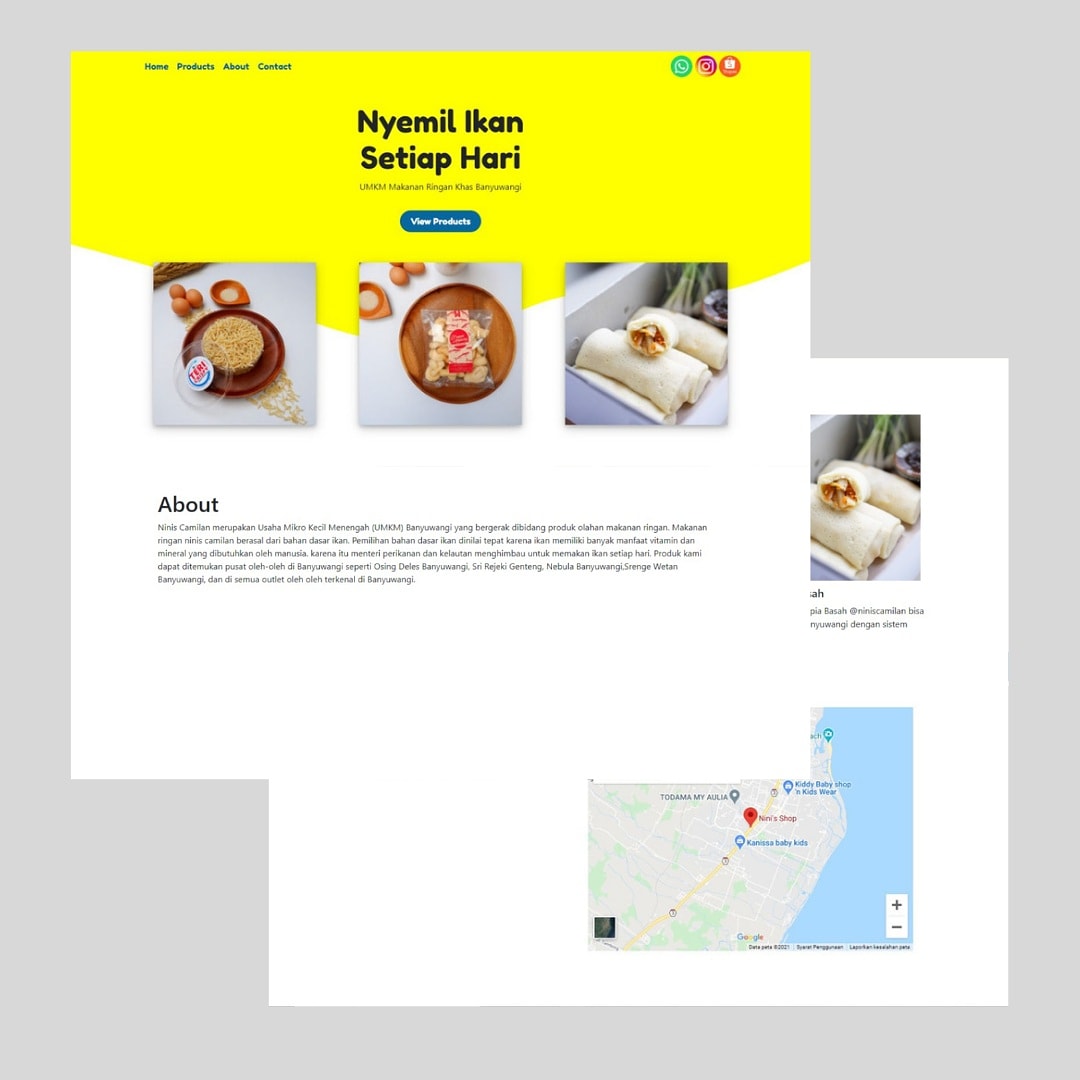 Home Products About Contact
Nyemil Ikan
Setiap Hari
UMKM Makanan Ringan Khas Banyuwangi
View Products
TERI
About
Ninis Camilan merupakan Usaha Mikro Kecil Menengah (UMKM) Banyuwangi yang bergerak dibidang produk olahan makanan ringan. Makanan
ringan ninis camilan berasal dari bahan dasar ikan. Pemilihan bahan dasar ikan dinilai tepat karena ikan memiliki banyak manfaat vitamin dan
mineral yang dibutuhkan oleh manusia. karena itu menteri perikanan dan kelautan menghimbau untuk memakan ikan setiap hari. Produk kami
dapat ditemukan pusat oleh-oleh di Banyuwangi seperti Osing Deles Banyuwangi, Sri Rejeki Genteng, Nebula Banyuwangi,Srenge Wetan
Banyuwangi, dan di semua outlet oleh oleh terkenal di Banyuwangi.
sah
pia Basah @niniscamilan bisa
nyuwangi dengan sistem
ach
Kiddy Baby shop
'n Kids Wear
TODAMA MY AULIA
Nini's Shop
Kanissa baby kids
Google
Data peta ©2021 Syarat Penggunaan Laporkan kesalahan peta